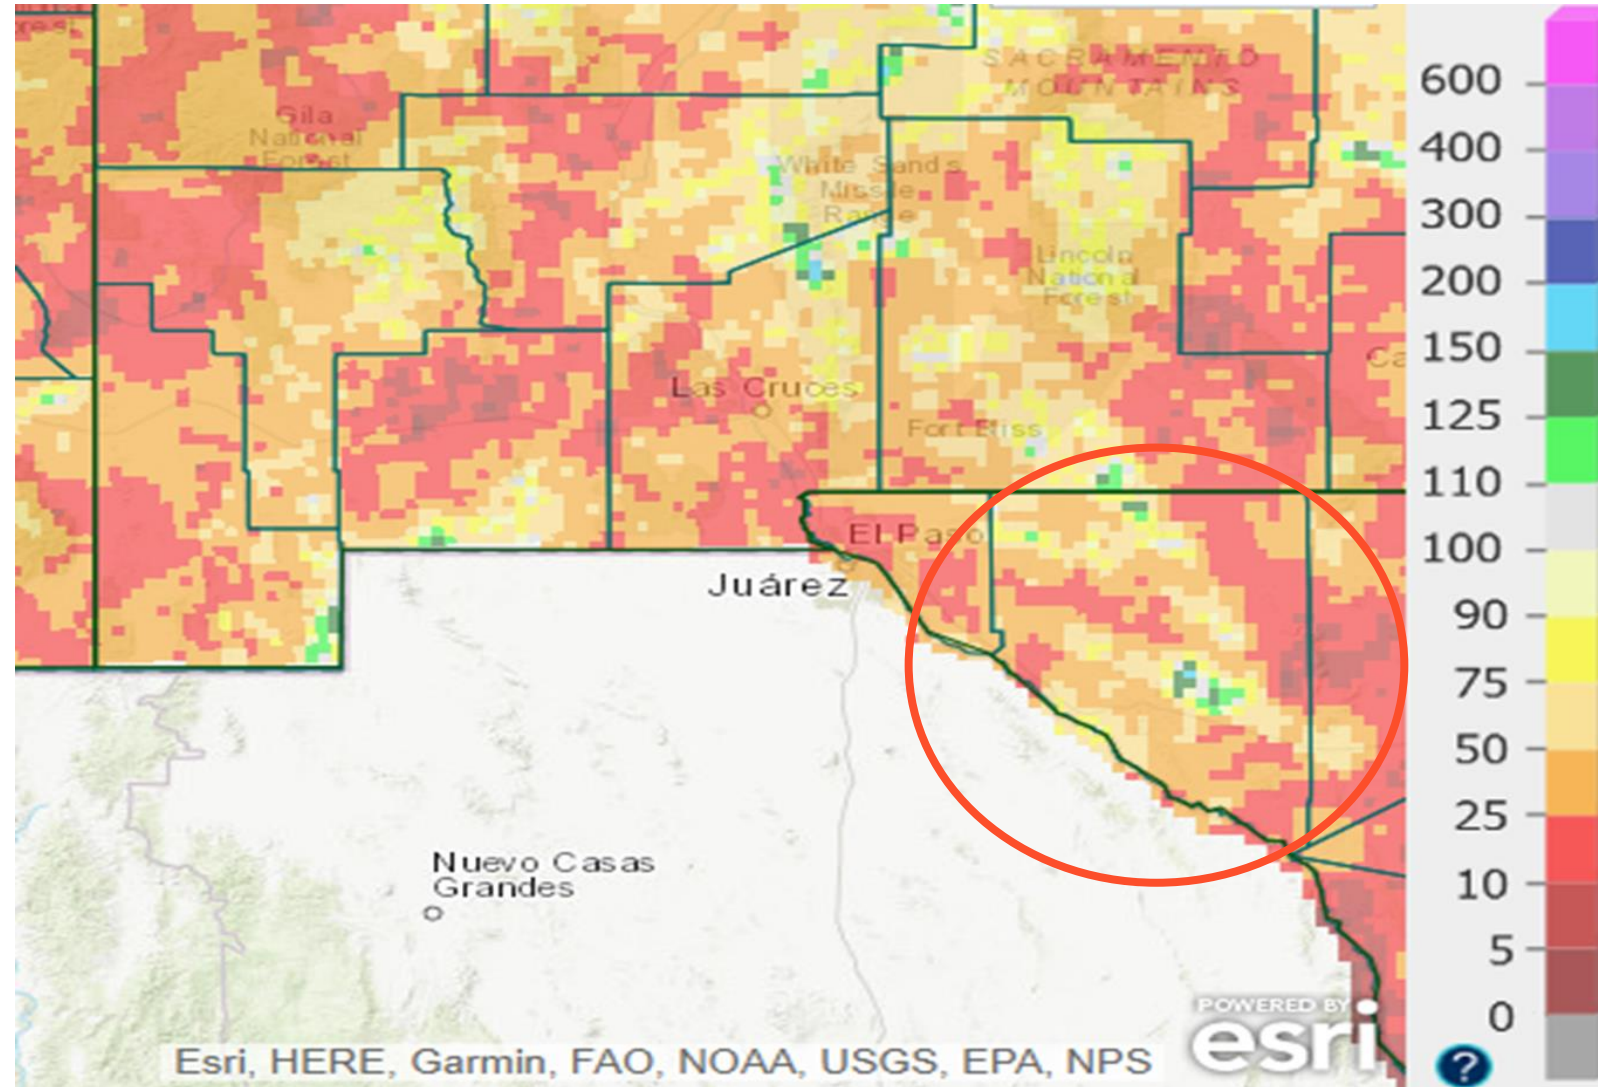 SACRAMENTO
MOUNTAINS
Gila
National
Forest
White Sands
Missile
Range
Lincoln
National
Forest
Las Cruces
Fort Bliss
El Paso
Juárez
Nuevo Casas
Grandes
Ca
600
400
300
200
150
125
110
100
90
75
50
25
10
5
0
?
POWERED BY
esri
Esri, HERE, Garmin, FAO, NOAA, USGS, EPA, NPS